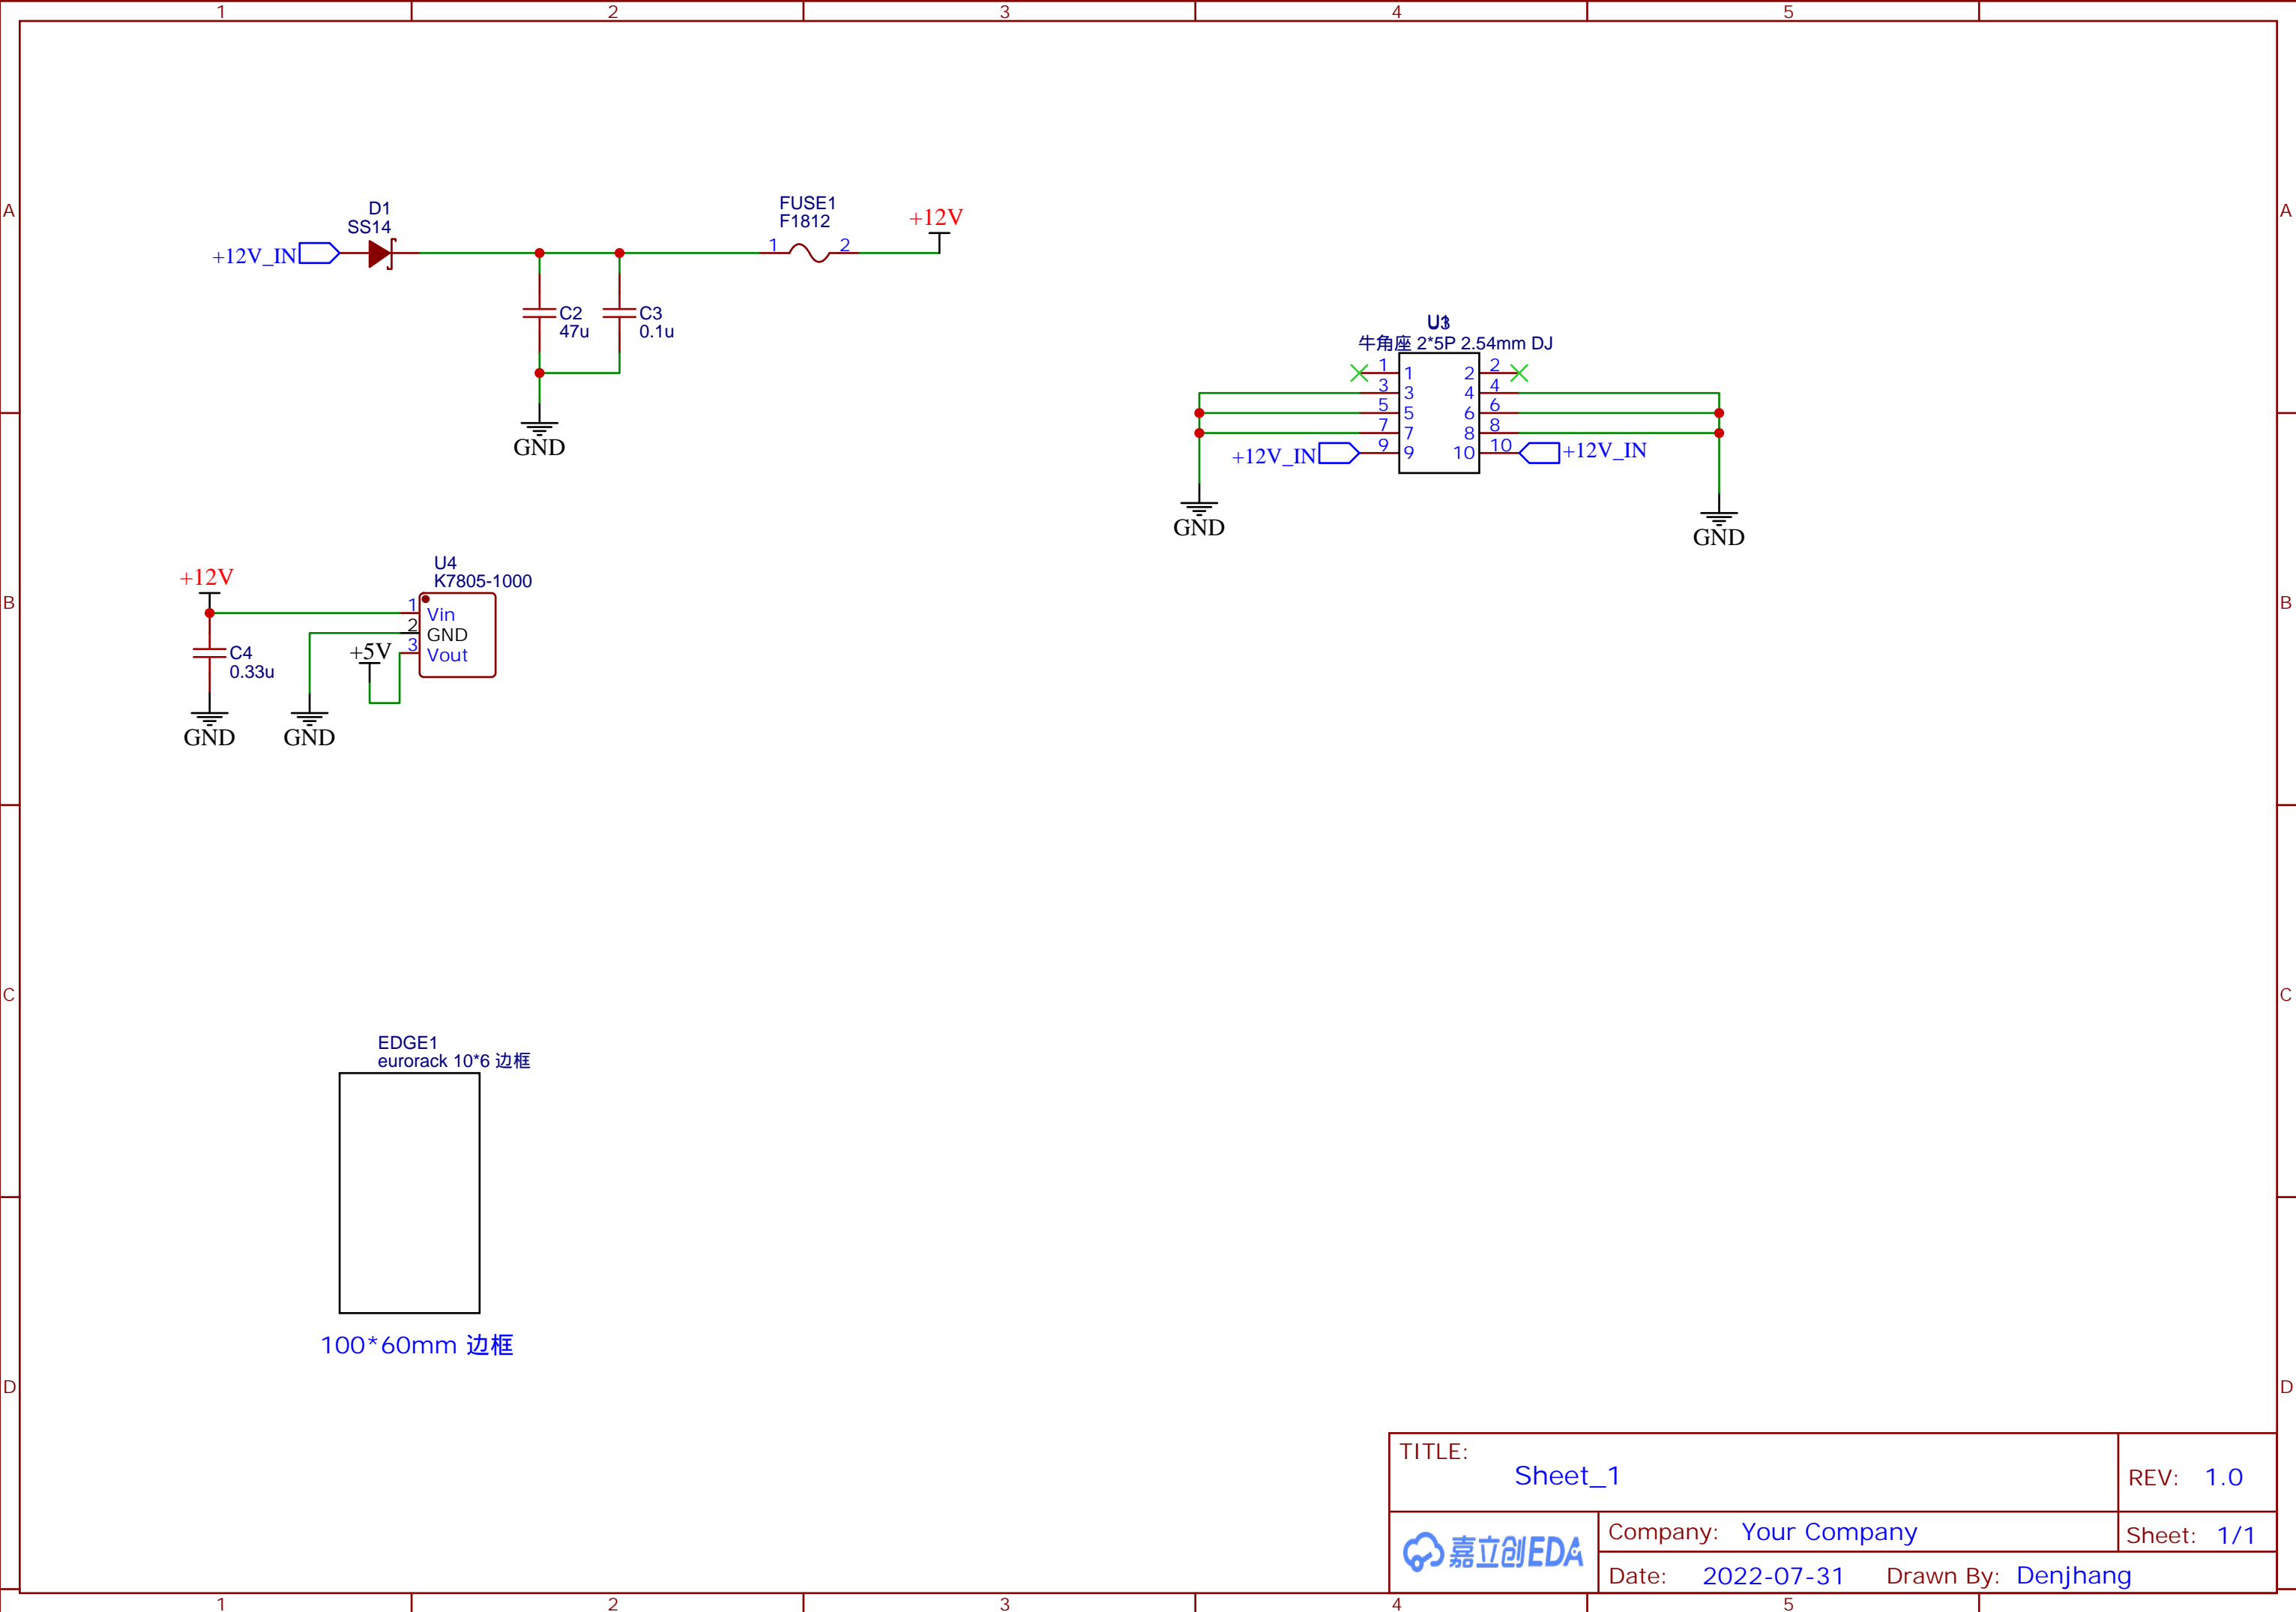 1 2 3 4 5
A A
D1
SS14
+12V_IN
FUSE1
F1812
1 2
+12V
C2
47u
C3
0.1u
GND
牛角座 2*5P 2.54mm DJ
1 1 2 2
3 3 4 4
5 5 6 6
7 7 8 8
9 9 10 10
+12V_IN +12V_IN
GND GND
B B
+12V
U4
K7805-1000
1 Vin
2 GND
3 Vout
+5V
C4
0.33u
GND GND
C C
EDGE1
eurorack 10*6 边框
100*60mm 边框
D D
TITLE:
Sheet_1
REV: 1.0
嘉立创EDA
Company: Your Company
Sheet: 1/1
Date: 2022-07-31 Drawn By: Denjhang
1 2 3 4 5